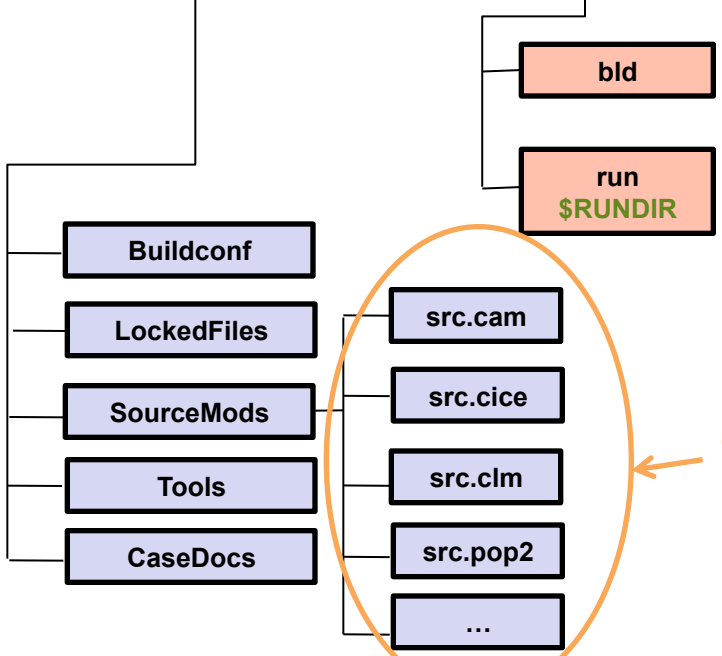 bld
run
$RUNDIR
Buildconf
LockedFiles
SourceMods
Tools
CaseDocs
src.cam
src.cice
src.clm
src.pop2
…